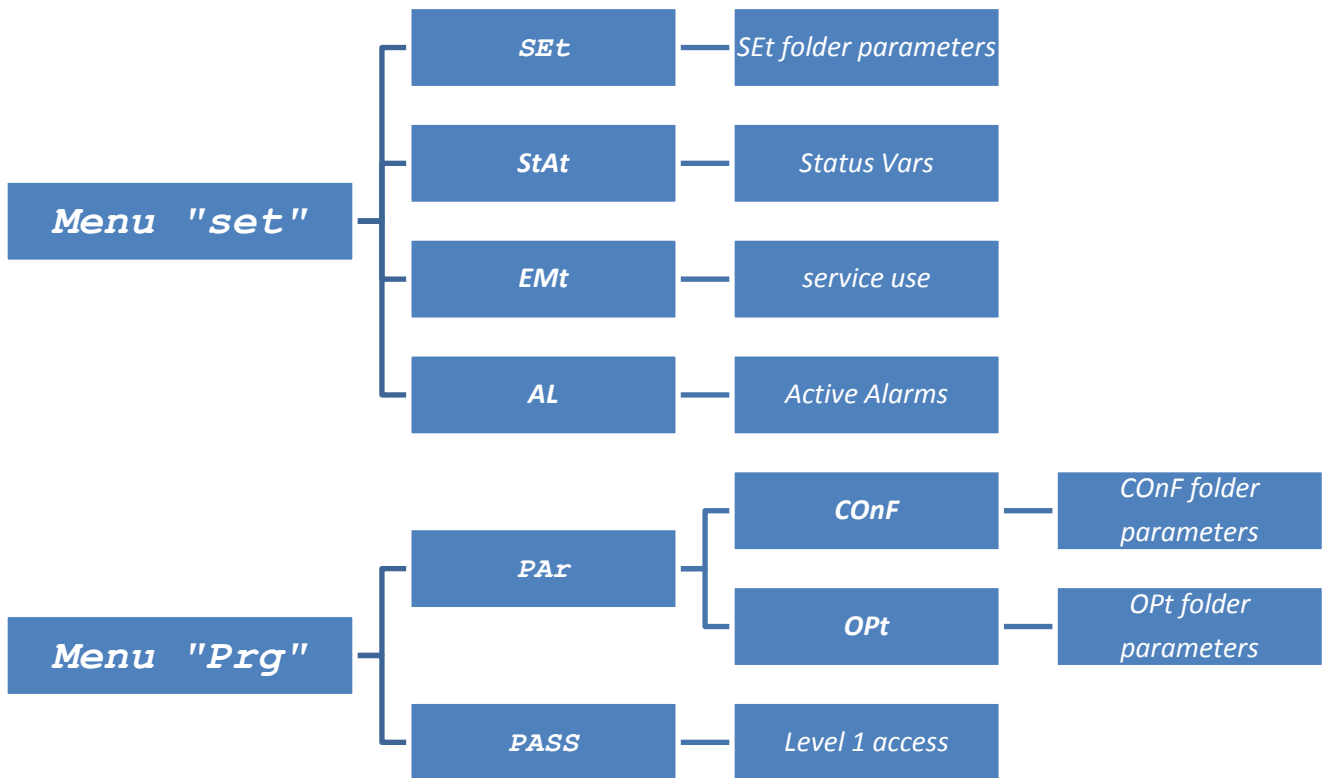 SEt
SEt folder parameters
StAt
Status Vars
Menu "set"
EMt
service use
AL
Active Alarms
COnF
COnF folder
parameters
PAr
OPt
OPt folder
parameters
Menu "Prg"
PASS
Level 1 access